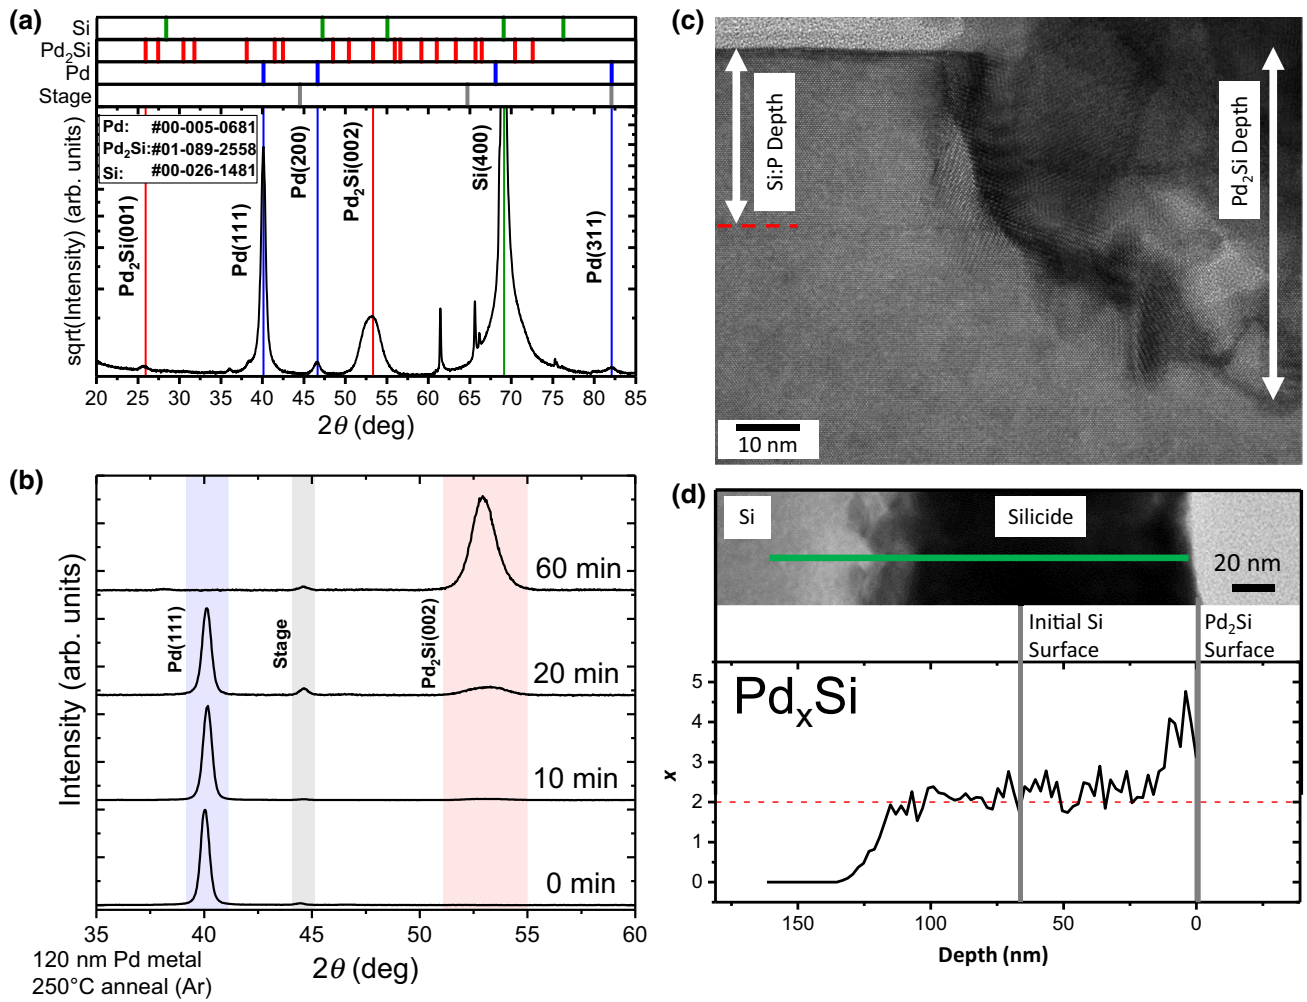 (a)
Si
Pd2Si
Pd
Stage
Pd: #00-005-0681
Pd2Si:#01-089-2558
Si: #00-026-1481
Pd2Si(001)
Pd(111)
Pd(200)
Pd2Si(002)
Si(400)
Pd(311)
sqrt(Intensity) (arb. units)
20 25 30 35 40 45 50 55 60 65 70 75 80 85
2θ (deg)
(b)
60 min
20 min
10 min
0 min
Pd(111)
Stage
Pd2Si(002)
Intensity (arb. units)
35 40 45 50 55 60
2θ (deg)
120 nm Pd metal
250°C anneal (Ar)
(c)
Si:P Depth
Pd2Si Depth
10 nm
(d)
Si
Silicide
20 nm
Initial Si
Surface
Pd2Si
Surface
PdxSi
x
5
4
3
2
1
0
150 100 50 0
Depth (nm)